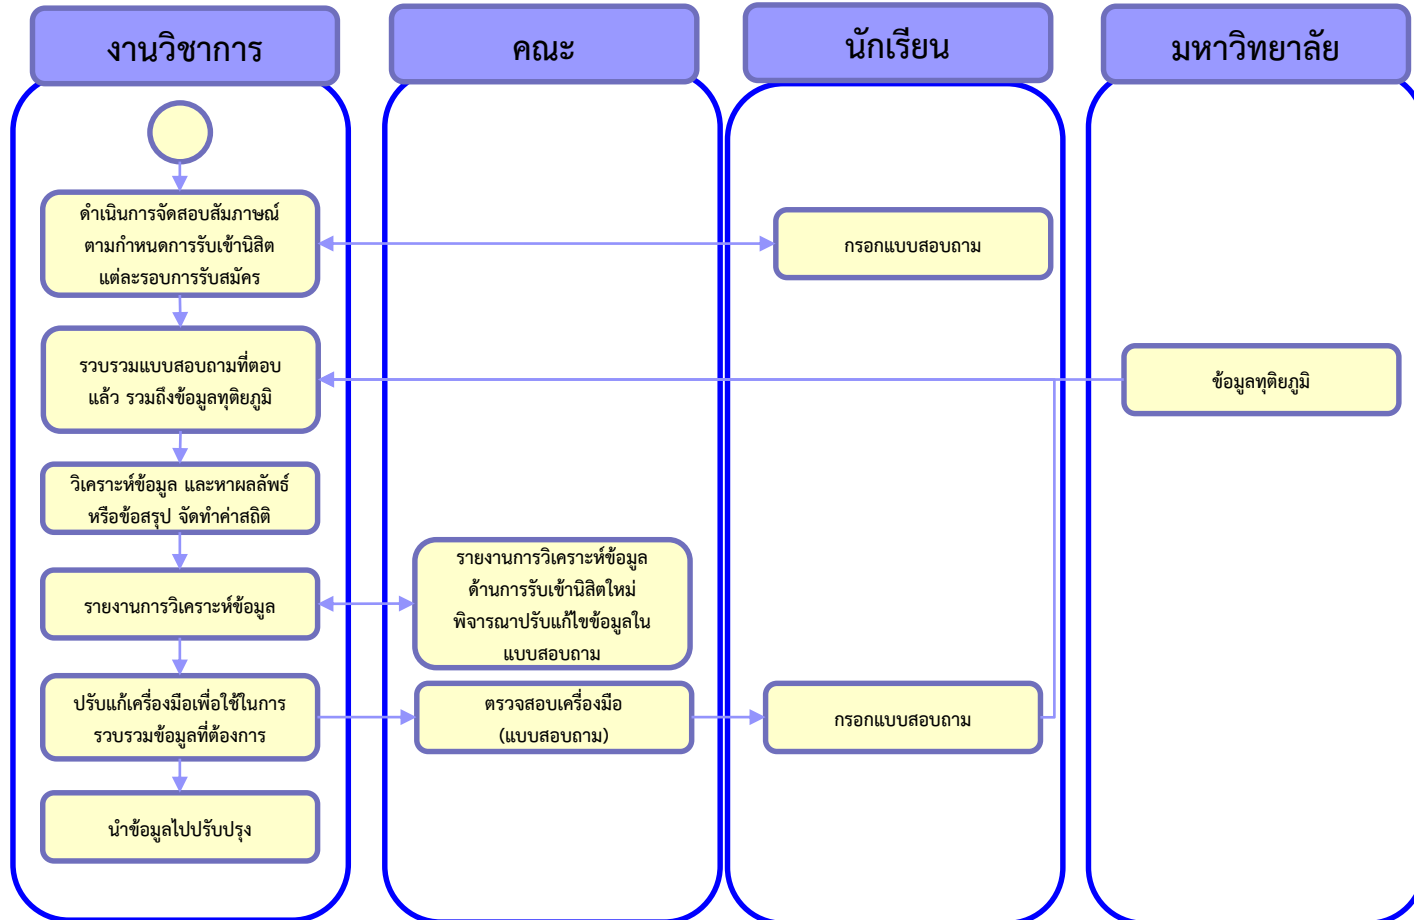 งานวิชาการ
คณะ
นักเรียน
มหาวิทยาลัย
ดำเนินการจัดสอบสัมภาษณ์
ตามกำหนดการรับเข้านิสิต
แต่ละรอบการรับสมัคร
กรอกแบบสอบถาม
รวบรวมแบบสอบถามที่ตอบ
แล้ว รวมถึงข้อมูลทุติยภูมิ
ข้อมูลทุติยภูมิ
วิเคราะห์ข้อมูล และหาผลลัพธ์
หรือข้อสรุป จัดทำค่าสถิติ
รายงานการวิเคราะห์ข้อมูล
รายงานการวิเคราะห์ข้อมูล
ด้านการรับเข้านิสิตใหม่
พิจารณาปรับแก้ไขข้อมูลใน
แบบสอบถาม
ปรับแก้เครื่องมือเพื่อใช้ในการ
รวบรวมข้อมูลที่ต้องการ
ตรวจสอบเครื่องมือ
(แบบสอบถาม)
กรอกแบบสอบถาม
นำข้อมูลไปปรับปรุง